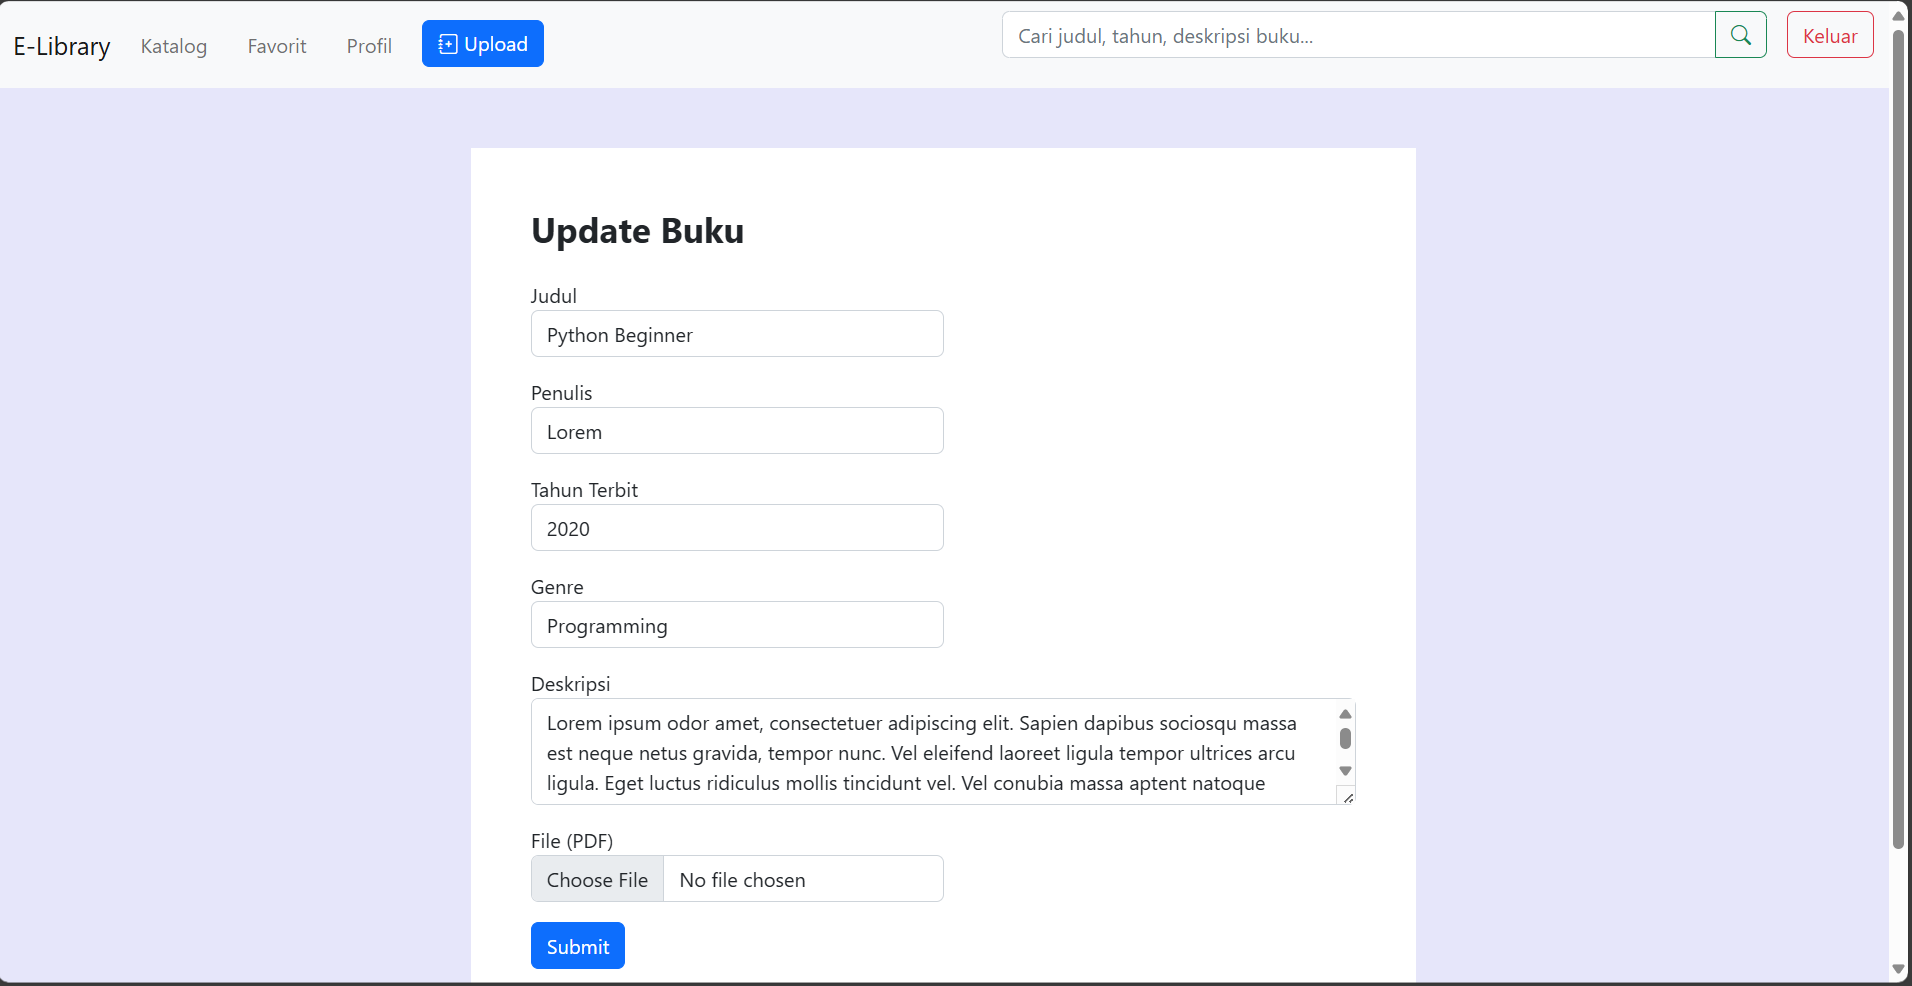 E-Library
Katalog
Favorit
Profil
Upload
Cari judul, tahun, deskripsi buku...
Keluar
Update Buku
Judul
Python Beginner
Penulis
Lorem
Tahun Terbit
2020
Genre
Programming
Deskripsi
Lorem ipsum odor amet, consectetuer adipiscing elit. Sapien dapibus sociosqu massa
est neque netus gravida, tempor nunc. Vel eleifend laoreet ligula tempor ultrices arcu
ligula. Eget luctus ridiculus mollis tincidunt vel. Vel conubia massa aptent natoque
File (PDF)
Choose File
No file chosen
Submit